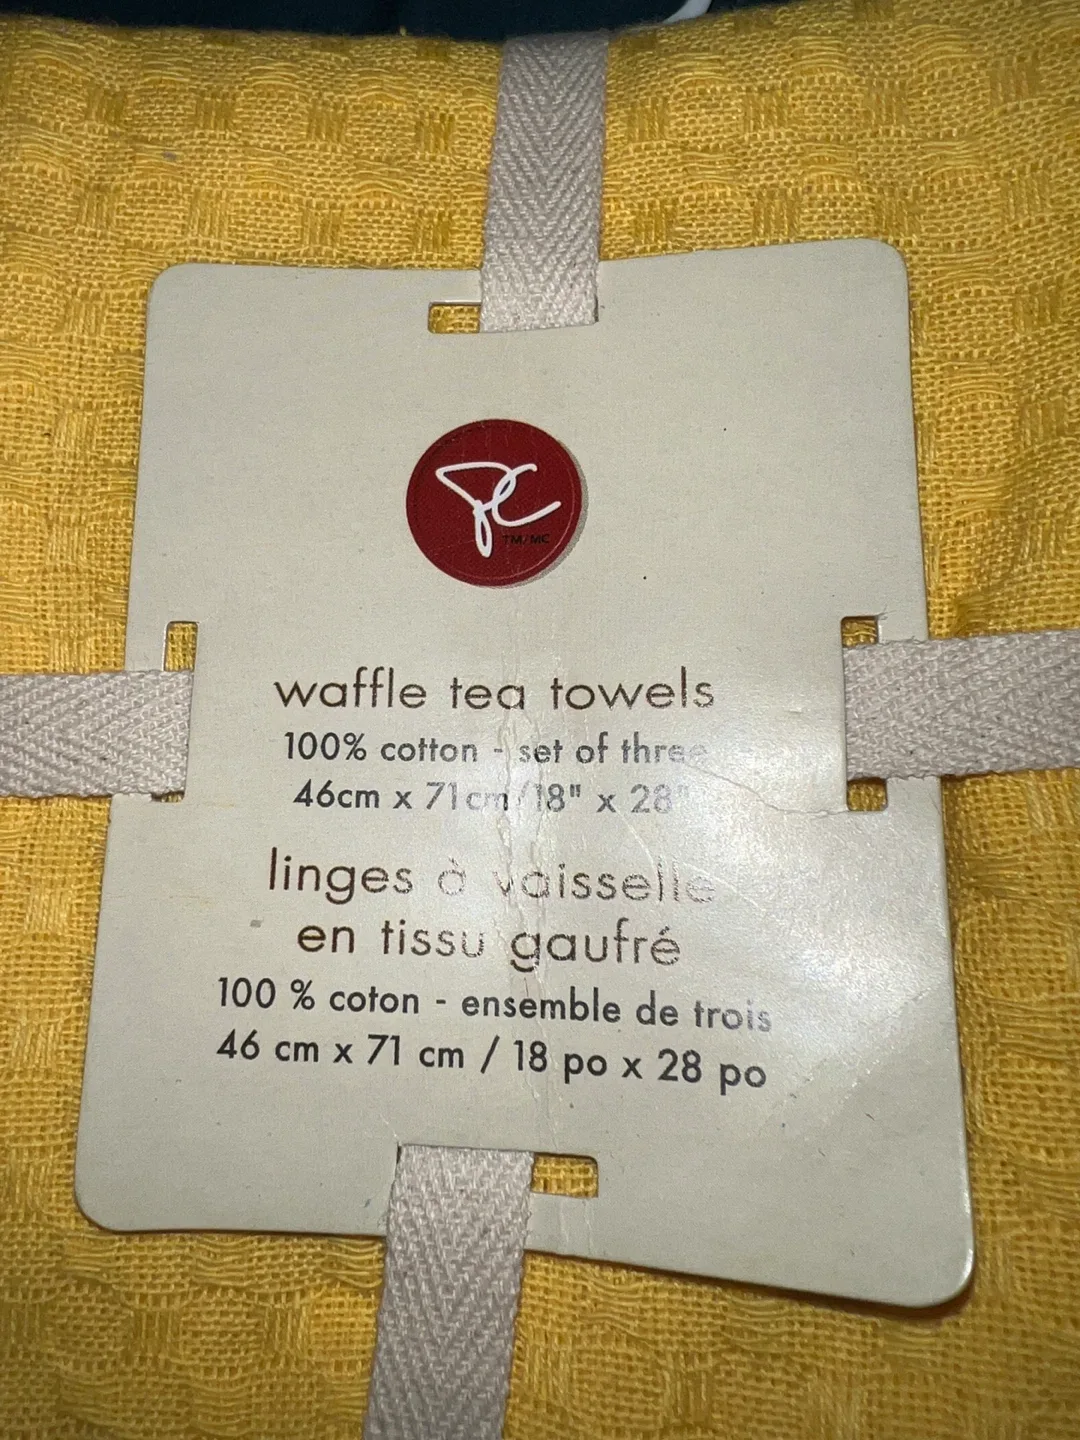 PC
TM/MC
waffle tea towels
100% cotton - set of three
46cm x 71cm/18" x 28"
linges à vaisselle
en tissu gaufré
100 % coton - ensemble de trois
46 cm x 71 cm / 18 po x 28 po